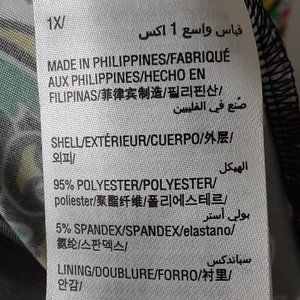 1X/ قياس واسع 1 اكس
MADE IN PHILIPPINES/FABRIQUÉ
AUX PHILIPPINES/HECHO EN
FILIPINAS/菲律宾制造/필리핀산/
صُنع في الفلبين
SHELL/EXTÉRIEUR/CUERPO/外层/
외피/
الهيكل
95% POLYESTER/POLYESTER/
poliester/聚酯纤维/폴리에스테르/
بولي أستر
5% SPANDEX/SPANDEX/elastano/
氨纶/스판덱스/
سباندكس
LINING/DOUBLURE/FORRO/衬里/
안감/